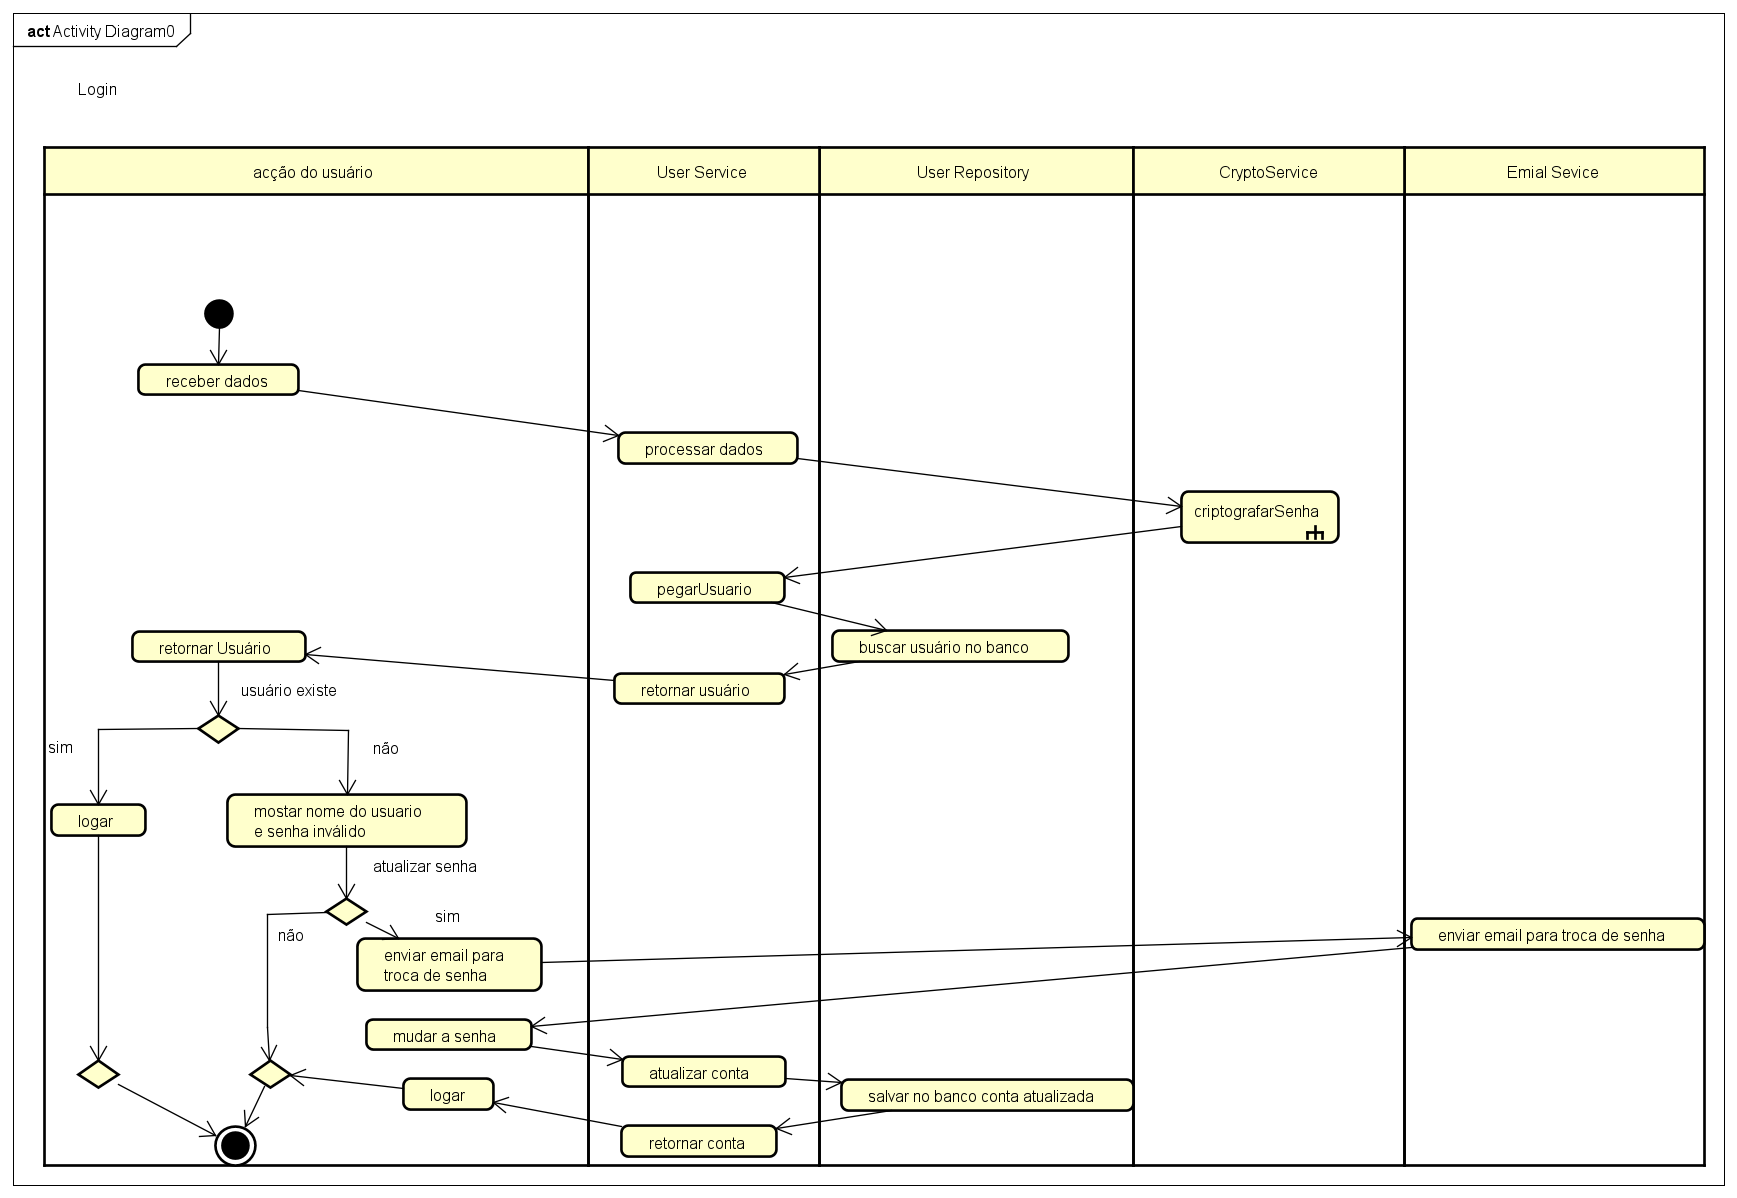 act Activity Diagram0
Login
acção do usuário
User Service
User Repository
CryptoService
Emial Sevice
receber dados
processar dados
criptografarSenha
pegarUsuario
retornar Usuário
buscar usuário no banco
retornar usuário
usuário existe
sim
não
mostar nome do usuario
e senha inválido
logar
atualizar senha
sim
não
enviar email para
troca de senha
enviar email para troca de senha
mudar a senha
atualizar conta
salvar no banco conta atualizada
logar
retornar conta